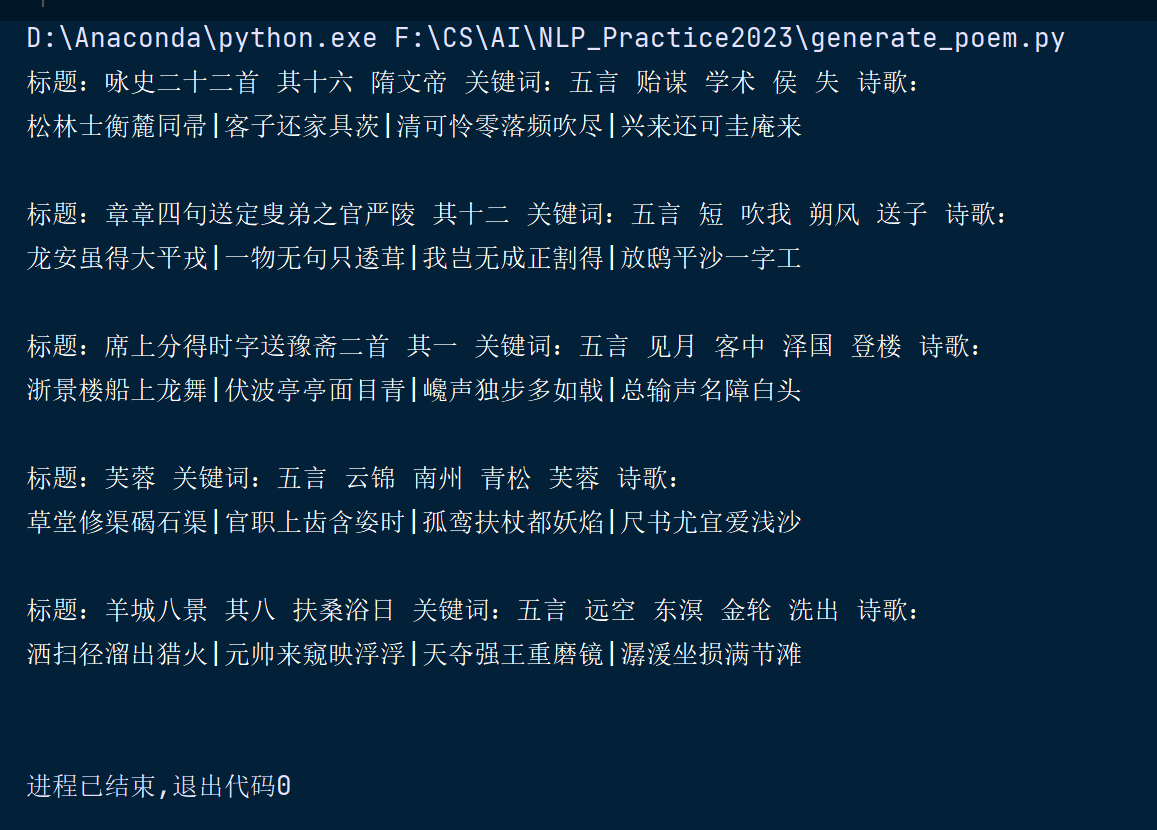 D:\Anaconda\python.exe F:\CS\AI\NLP_Practice2023\generate_poem.py
标题：咏史二十二首 其十六 隋文帝 关键词：五言 贻谋 学术 侯 失 诗歌：
松林士衡麓同帚|客子还家具茨|清可怜零落频吹尽|兴来还可圭庵来
标题：章章四句送定叟弟之官严陵 其十二 关键词：五言 短 吹我 朔风 送子 诗歌：
龙安虽得大平戎|一物无句只逶茸|我岂无成正割得|放鸱平沙一字工
标题：席上分得时字送豫斋二首 其一 关键词：五言 见月 客中 泽国 登楼 诗歌：
浙景楼船上龙舞|伏波亭亭面目青|巉声独步多如戟|总输声名障白头
标题：芙蓉 关键词：五言 云锦 南州 青松 芙蓉 诗歌：
草堂修渠碣石渠|官职上齿含姿时|孤鸾扶杖都妖焰|尺书尤宜爱浅沙
标题：羊城八景 其八 扶桑浴日 关键词：五言 远空 东溟 金轮 洗出 诗歌：
洒扫径溜出猎火|元帅来窥映浮浮|天夺强王重磨镜|潺湲坐损满节滩
进程已结束,退出代码0